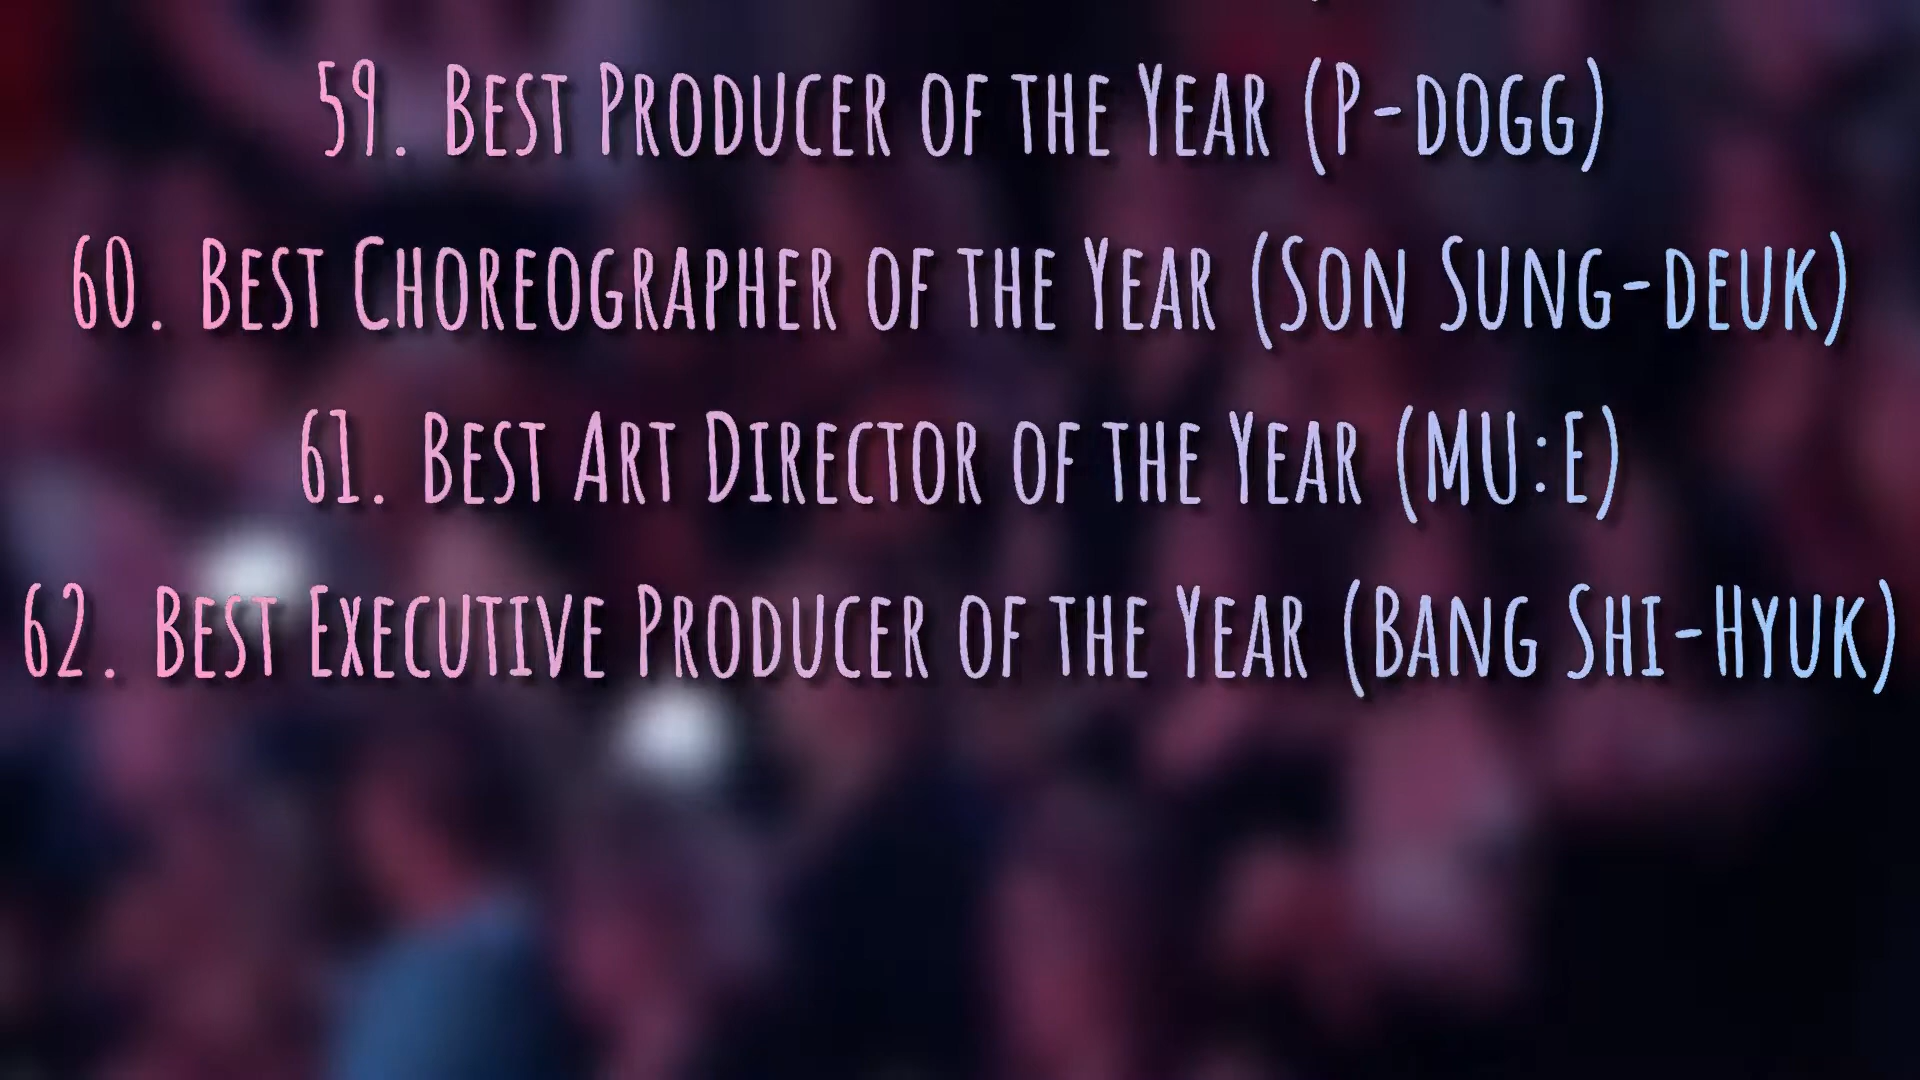 59. Best Producer of the Year (P-dogg)
60. Best Choreographer of the Year (Son Sung-deuk)
61. Best Art Director of the Year (MU:E)
62. Best Executive Producer of the Year (Bang Shi-Hyuk)